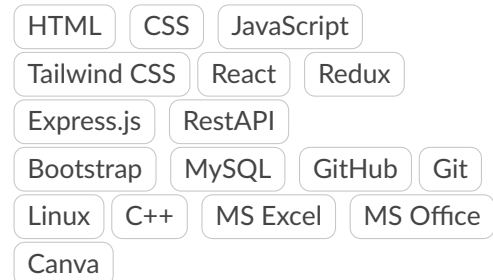 HTML CSS JavaScript
Tailwind CSS React Redux
Express.js RestAPI
Bootstrap MySQL GitHub Git
Linux C++ MS Excel MS Office
Canva